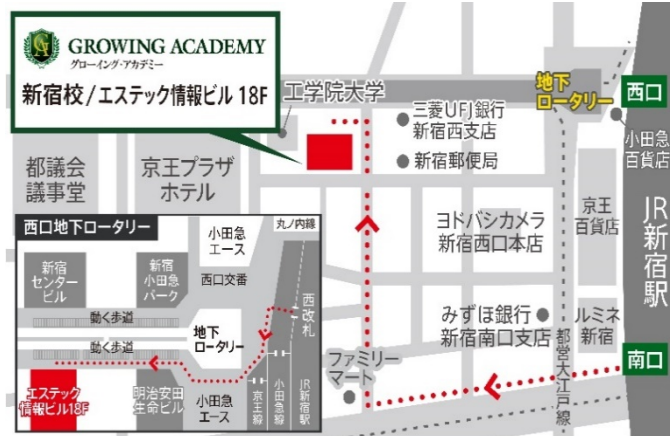 GROWING ACADEMY
グローイング・アカデミー
新宿校/エステック情報ビル 18F
工学院大学
三菱UFJ銀行
新宿西支店
新宿郵便局
地下
ロータリー
西口
小田急
百貨店
都議会
議事堂
京王プラザ
ホテル
ヨドバシカメラ
新宿西口本店
京王
百貨店
JR新宿駅
みずほ銀行
新宿南口支店
ルミネ
新宿
都営大江戸線
南口
ファミリー
マート
西口地下ロータリー
小田急
エース
丸ノ内線
新宿
センター
ビル
新宿
小田急
パーク
西口交番
西改札
動く歩道
地下
ロータリー
動く歩道
エステック
情報ビル18F
明治安田
生命ビル
小田急
エース
京王線
小田急線
JR新宿駅